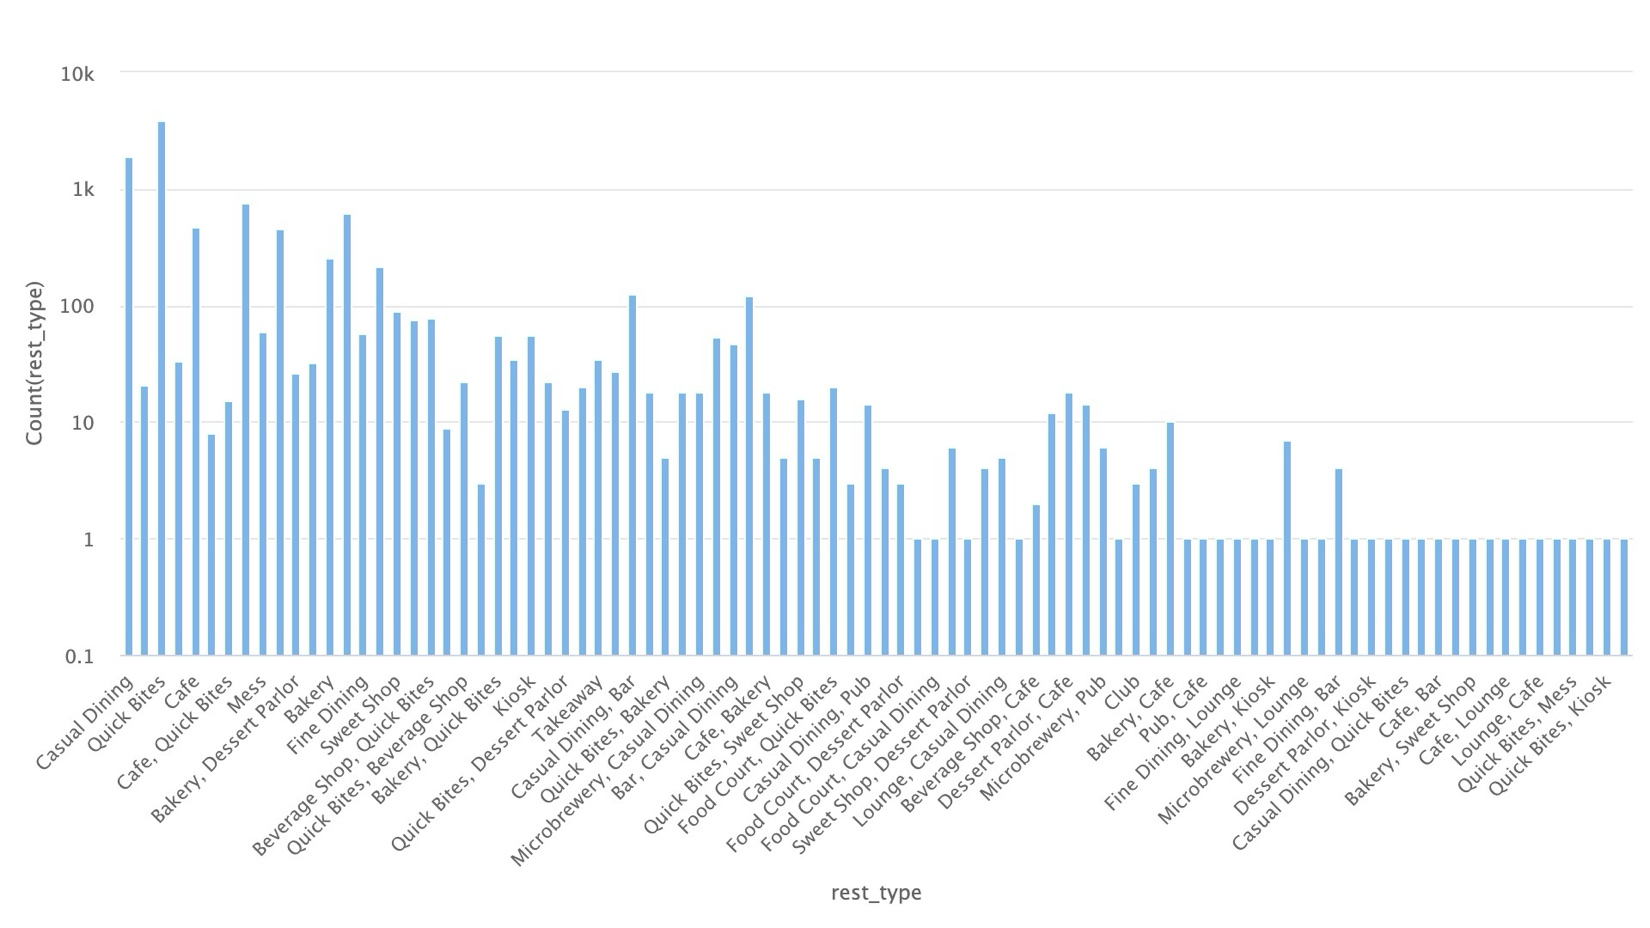 10k
1k
100
10
1
0.1
Count(rest_type)
Casual Dining
Quick Bites
Cafe
Cafe, Quick Bites
Mess
Bakery, Dessert Parlor
Bakery
Fine Dining
Sweet Shop
Beverage Shop, Quick Bites
Quick Bites, Beverage Shop
Bakery, Quick Bites
Kiosk
Quick Bites, Dessert Parlor
Takeaway
Casual Dining, Bar
Quick Bites, Bakery
Microbrewery, Casual Dining
Bar, Casual Dining
Cafe, Bakery
Quick Bites, Sweet Shop
Food Court, Quick Bites
Casual Dining, Pub
Food Court, Dessert Parlor
Food Court, Casual Dining
Sweet Shop, Dessert Parlor
Lounge, Casual Dining
Beverage Shop, Cafe
Dessert Parlor, Cafe
Microbrewery, Pub
Club
Bakery, Cafe
Pub, Cafe
Fine Dining, Lounge
Bakery, Kiosk
Microbrewery, Lounge
Fine Dining, Bar
Dessert Parlor, Kiosk
Casual Dining, Quick Bites
Cafe, Bar
Bakery, Sweet Shop
Cafe, Lounge
Lounge, Cafe
Quick Bites, Mess
Quick Bites, Kiosk
rest_type